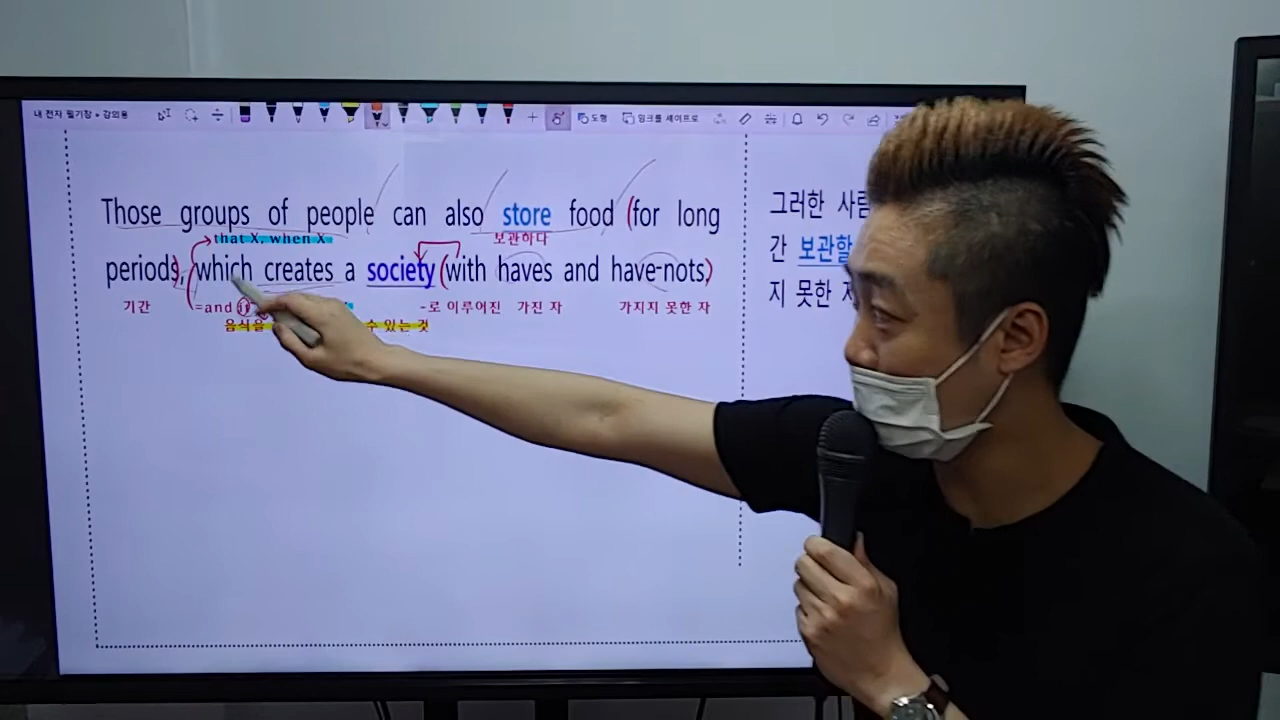 내 전자 필기장 » 강의용
도형
잉크를 셰이프로
Those groups of people can also store food (for long
that X, when X
보관하다
periods), (which creates a society (with haves and have-nots)
기간
=and
-로 이루어진
가진 자
가지지 못한 자
음식을
수 있는 것
그러한
간 보관할
지 못한